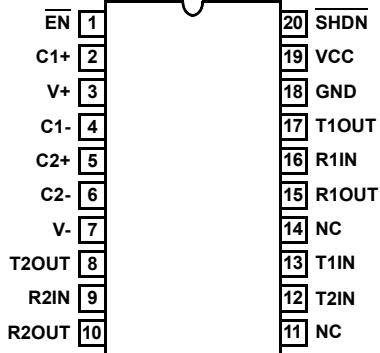 EN 1 20 SHDN
C1+ 2 19 VCC
V+ 3 18 GND
C1- 4 17 T1OUT
C2+ 5 16 R1IN
C2- 6 15 R1OUT
V- 7 14 NC
T2OUT 8 13 T1IN
R2IN 9 12 T2IN
R2OUT 10 11 NC